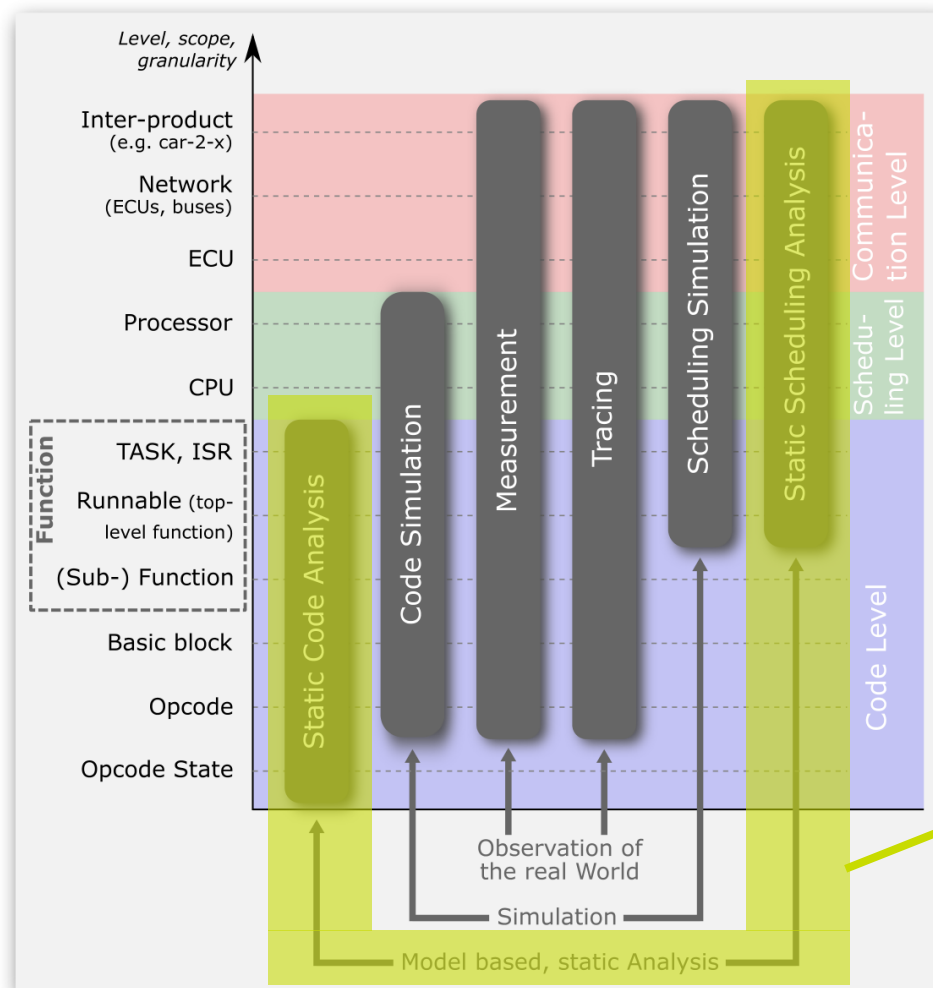 Level, scope,
granularity
Inter-product
(e.g. car-2-x)
Network
(ECUs, buses)
ECU
Processor
CPU
Function
TASK, ISR
Runnable (top-
level function)
(Sub-) Function
Basic block
Opcode
Opcode State
Static Code Analysis
Code Simulation
Measurement
Tracing
Scheduling Simulation
Static Scheduling Analysis
Communica-
tion Level
Schedu-
ling Level
Code Level
Observation of
the real World
Simulation
Model based, static Analysis